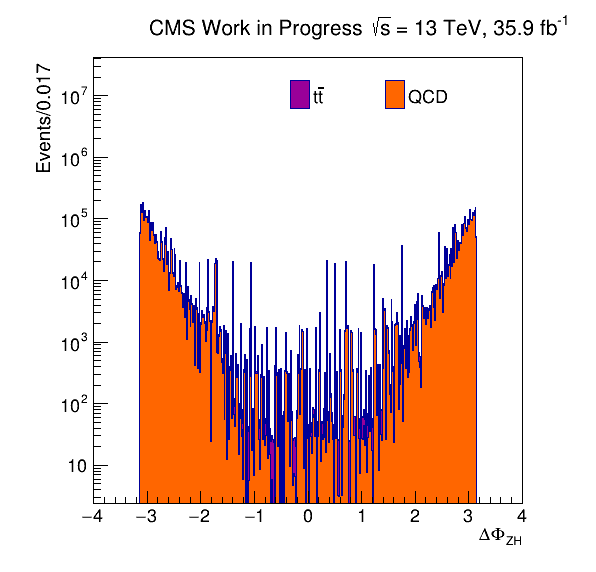 CMS Work in Progress √s = 13 TeV, 35.9 fb⁻¹
Events/0.017
tt̄ QCD
10⁷
10⁶
10⁵
10⁴
10³
10²
10
−4 −3 −2 −1 0 1 2 3 4
ΔΦ_ZH